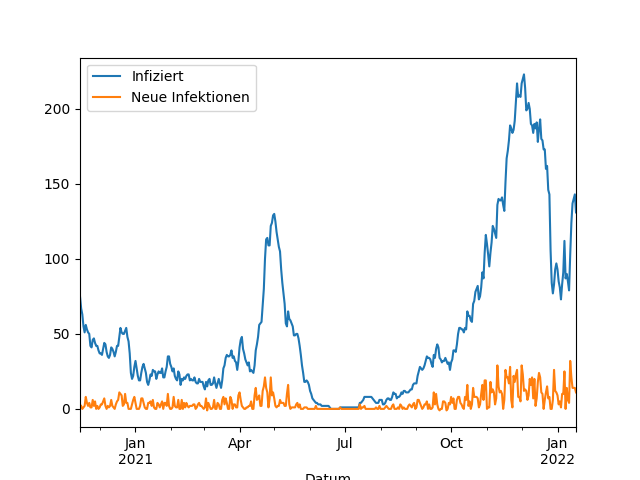 Infiziert
Neue Infektionen
200
150
100
50
0
Jan
2021
Apr
Jul
Oct
Jan
2022
Datum